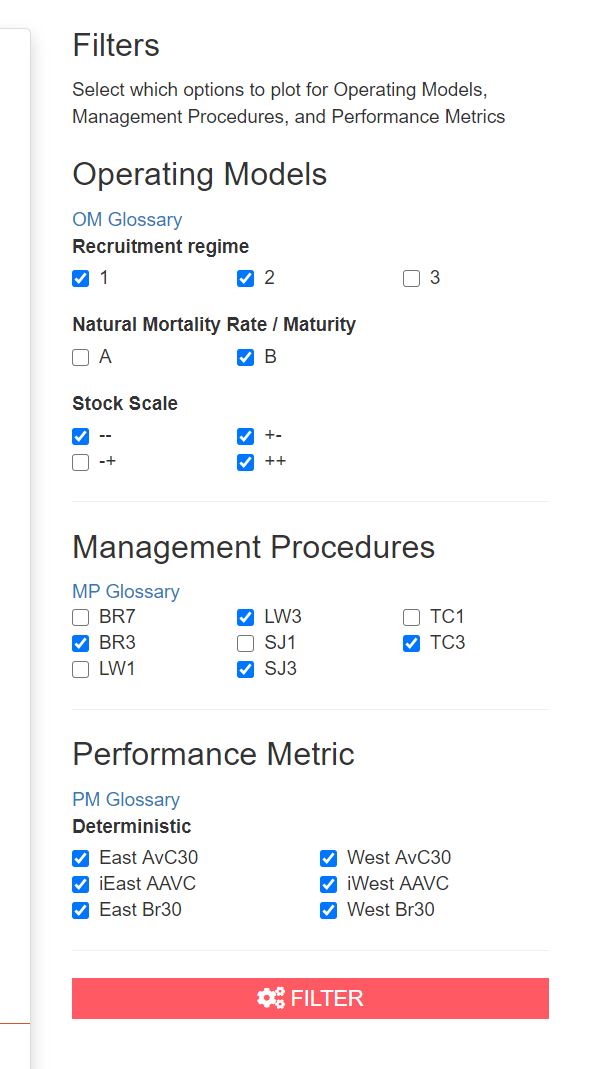 Filters
Select which options to plot for Operating Models,
Management Procedures, and Performance Metrics
Operating Models
OM Glossary
Recruitment regime
1 2 3
Natural Mortality Rate / Maturity
A B
Stock Scale
-- +-
-+ ++
Management Procedures
MP Glossary
BR7 LW3 TC1
BR3 SJ1 TC3
LW1 SJ3
Performance Metric
PM Glossary
Deterministic
East AvC30 West AvC30
iEast AAVC iWest AAVC
East Br30 West Br30
FILTER